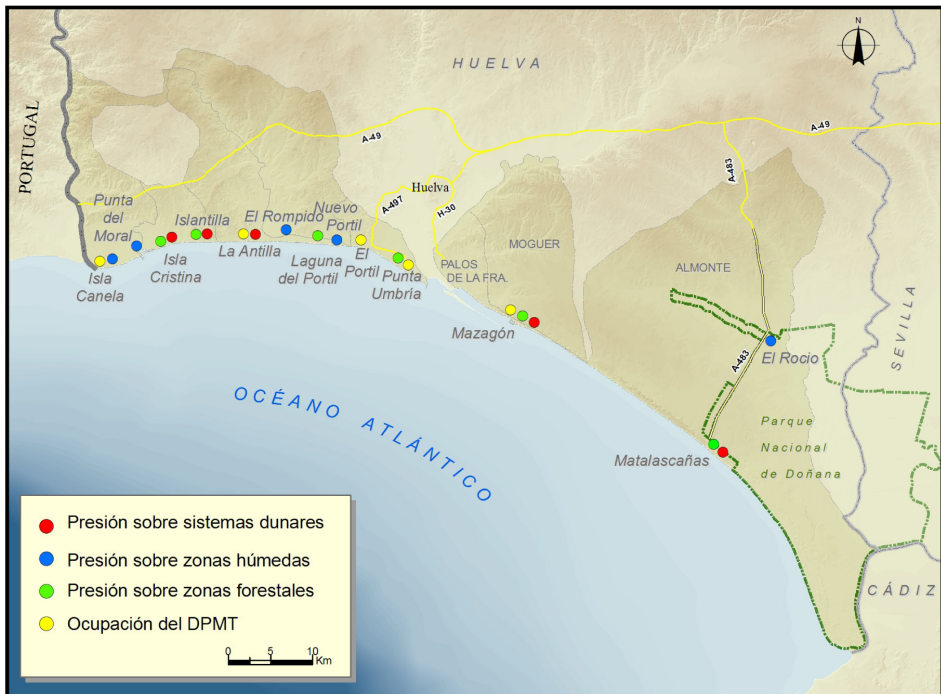 N
HUELVA
PORTUGAL
A-49
A-49
A-483
Huelva
A-497
H-30
Punta
del
Moral
Islantilla
El Rompido
Nuevo
Portil
MOGUER
Isla
Canela
Isla
Cristina
La Antilla
Laguna
del Portil
El
Portil
Punta
Umbría
PALOS
DE LA FRA.
ALMONTE
Mazagón
El Rocio
A-483
SEVILLA
OCÉANO ATLÁNTICO
Matalascañas
Parque
Nacional
de Doñana
CÁDIZ
Presión sobre sistemas dunares
Presión sobre zonas húmedas
Presión sobre zonas forestales
Ocupación del DPMT
0 5 10
Km